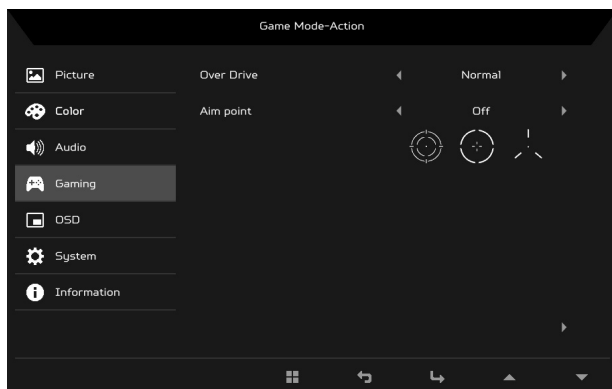 Game Mode-Action
Picture
Over Drive
Normal
Color
Aim point
Off
Audio
Gaming
OSD
System
Information